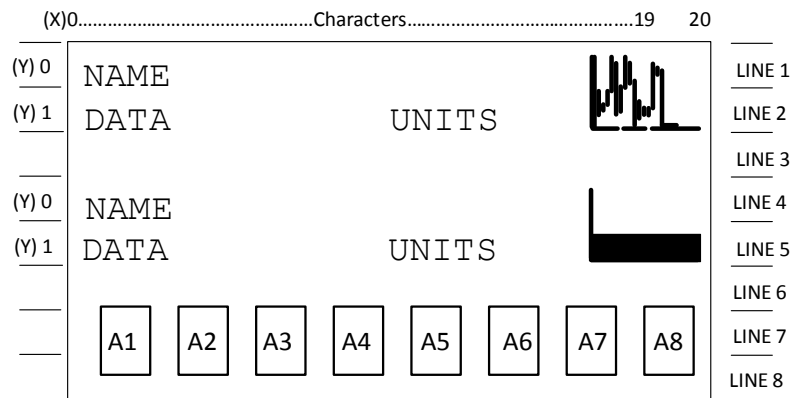 (X)0.............................................Characters............................................19 20
(Y) 0 NAME LINE 1
(Y) 1 DATA UNITS LINE 2
LINE 3
(Y) 0 NAME LINE 4
(Y) 1 DATA UNITS LINE 5
LINE 6
A1 A2 A3 A4 A5 A6 A7 A8 LINE 7
LINE 8